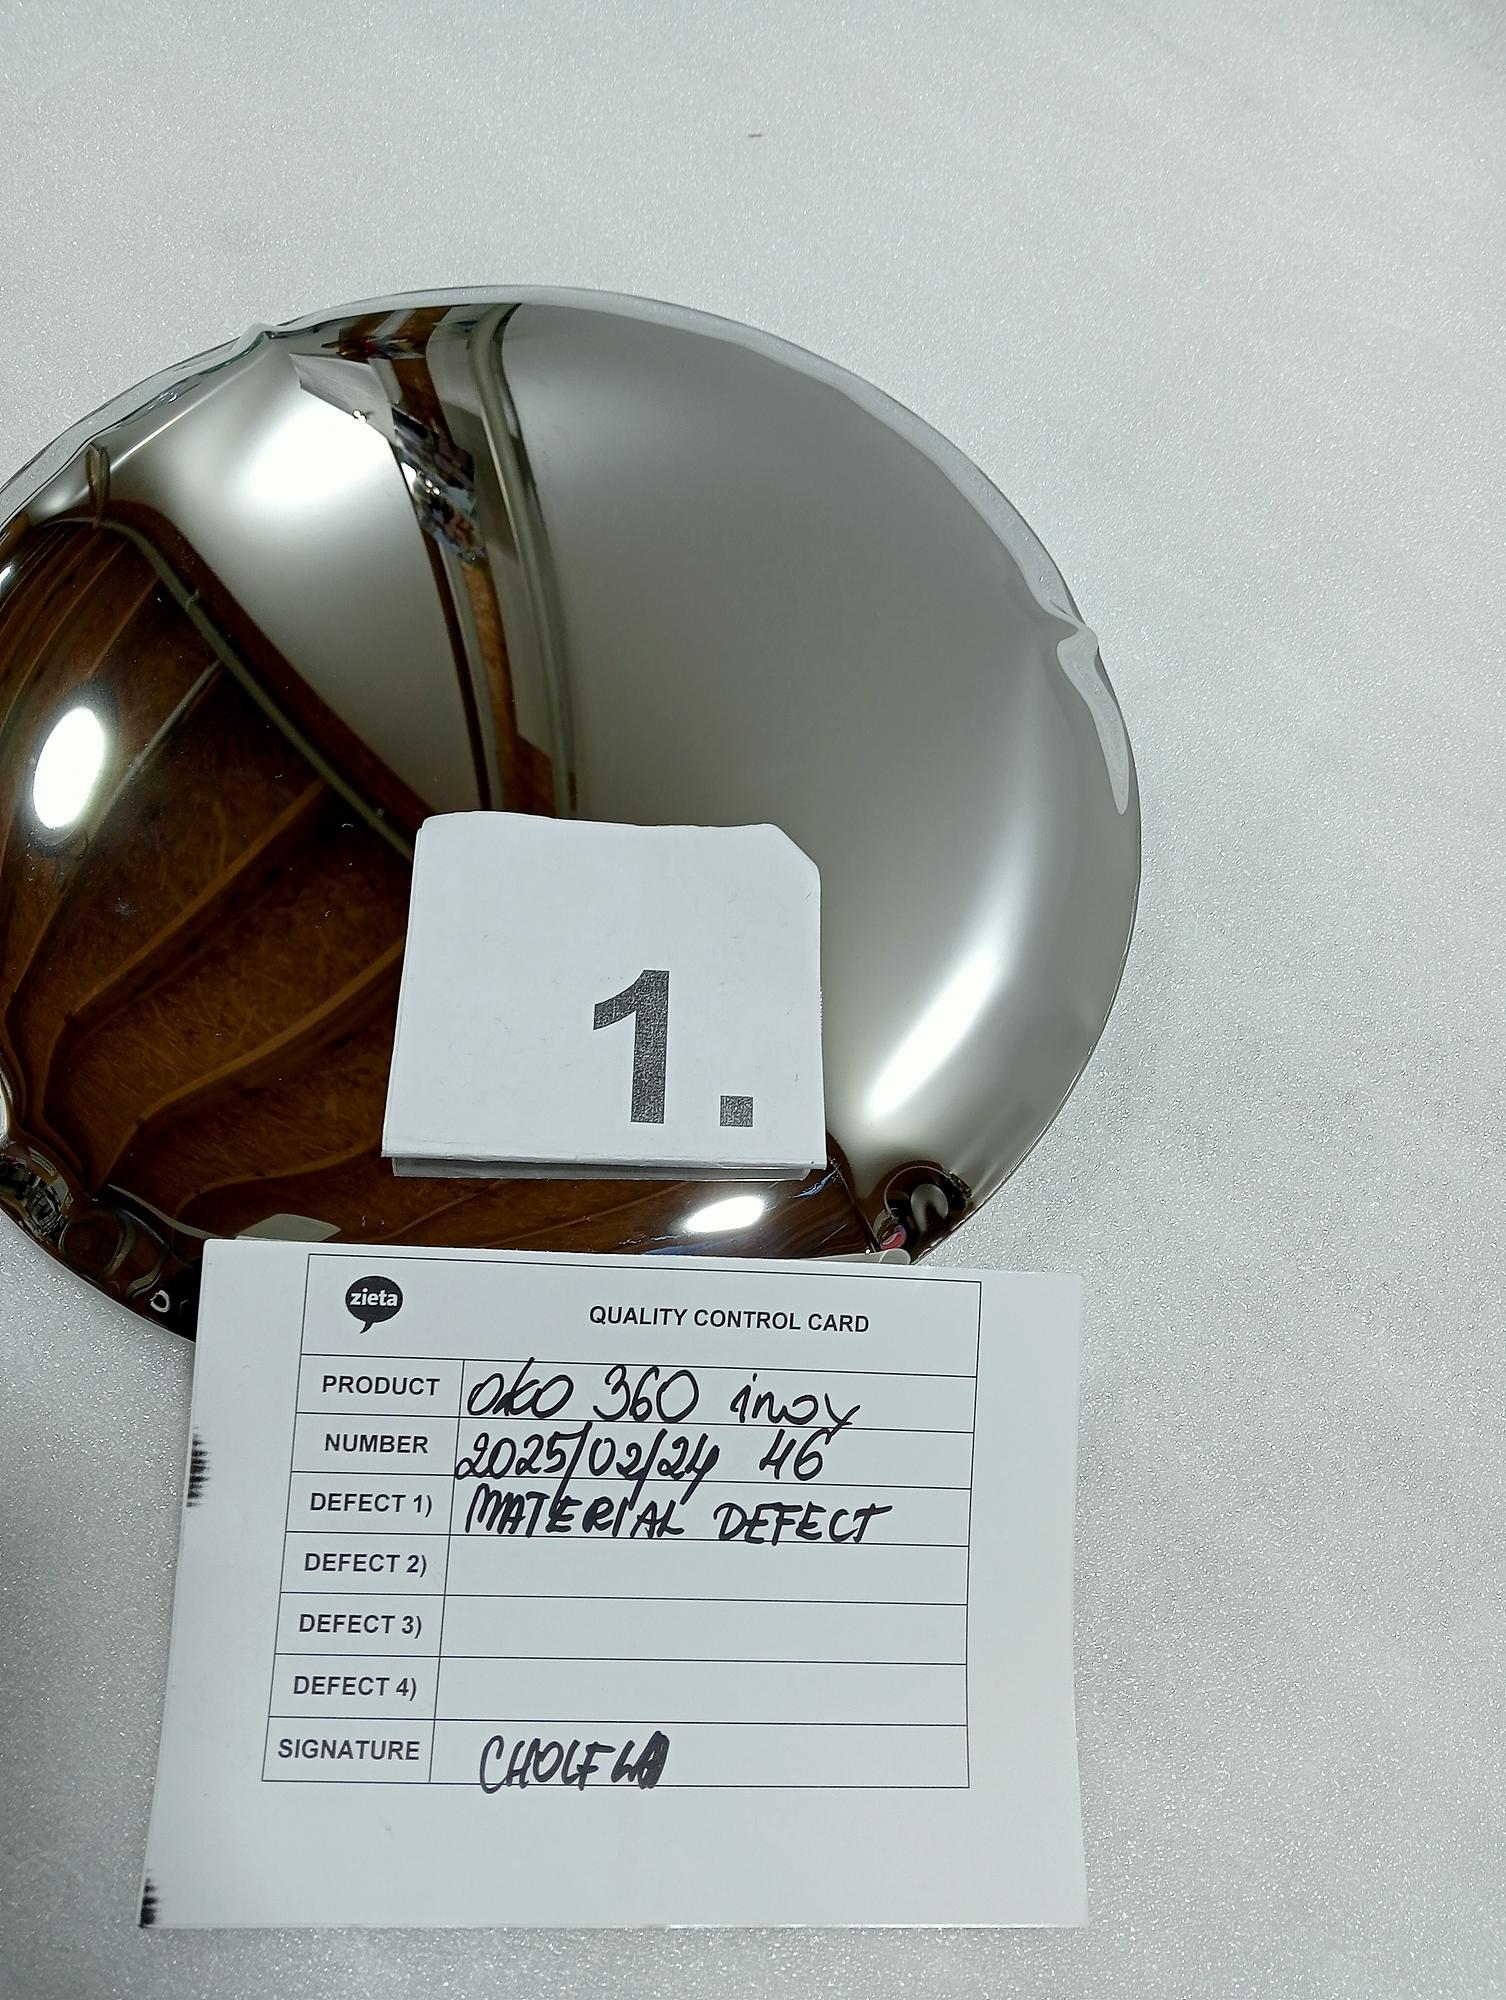 1.
zieta
QUALITY CONTROL CARD
PRODUCT oko 360 inox
NUMBER 2025/02/24 46
DEFECT 1) MATERIAL DEFECT
DEFECT 2)
DEFECT 3)
DEFECT 4)
SIGNATURE